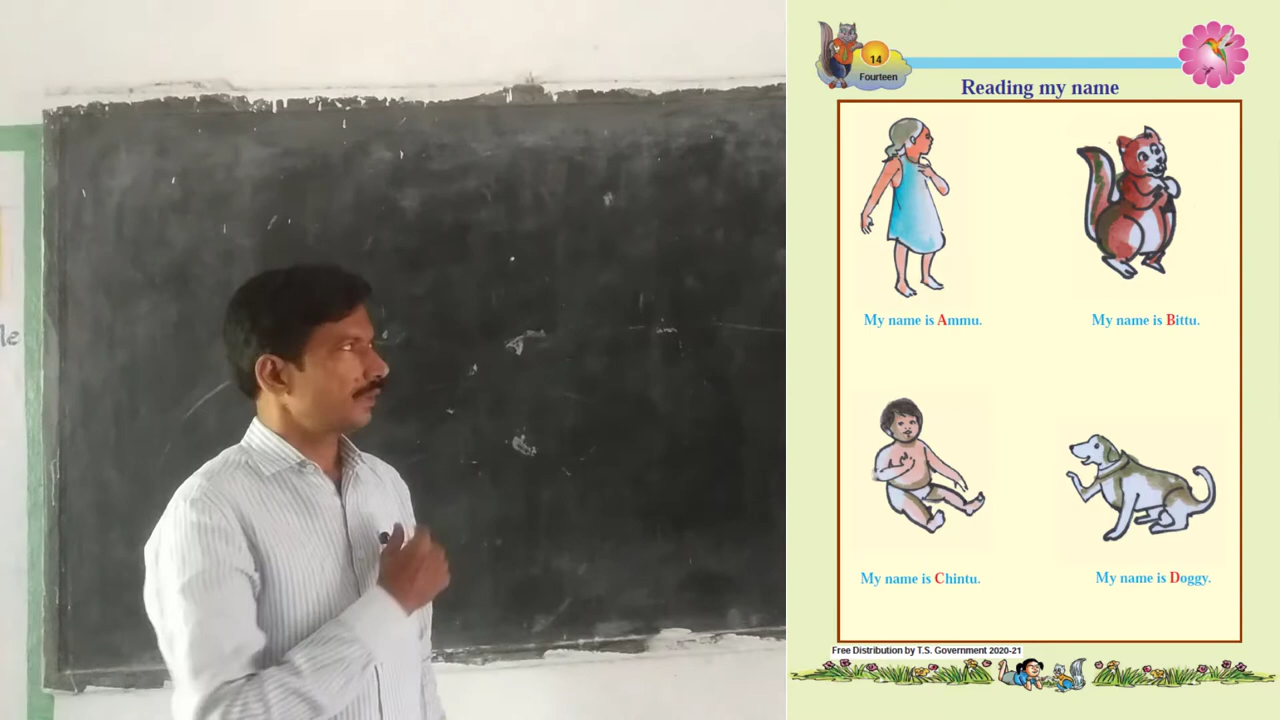 le
14
Fourteen
Reading my name
My name is Ammu.
My name is Bittu.
My name is Chintu.
My name is Doggy.
Free Distribution by T.S. Government 2020-21